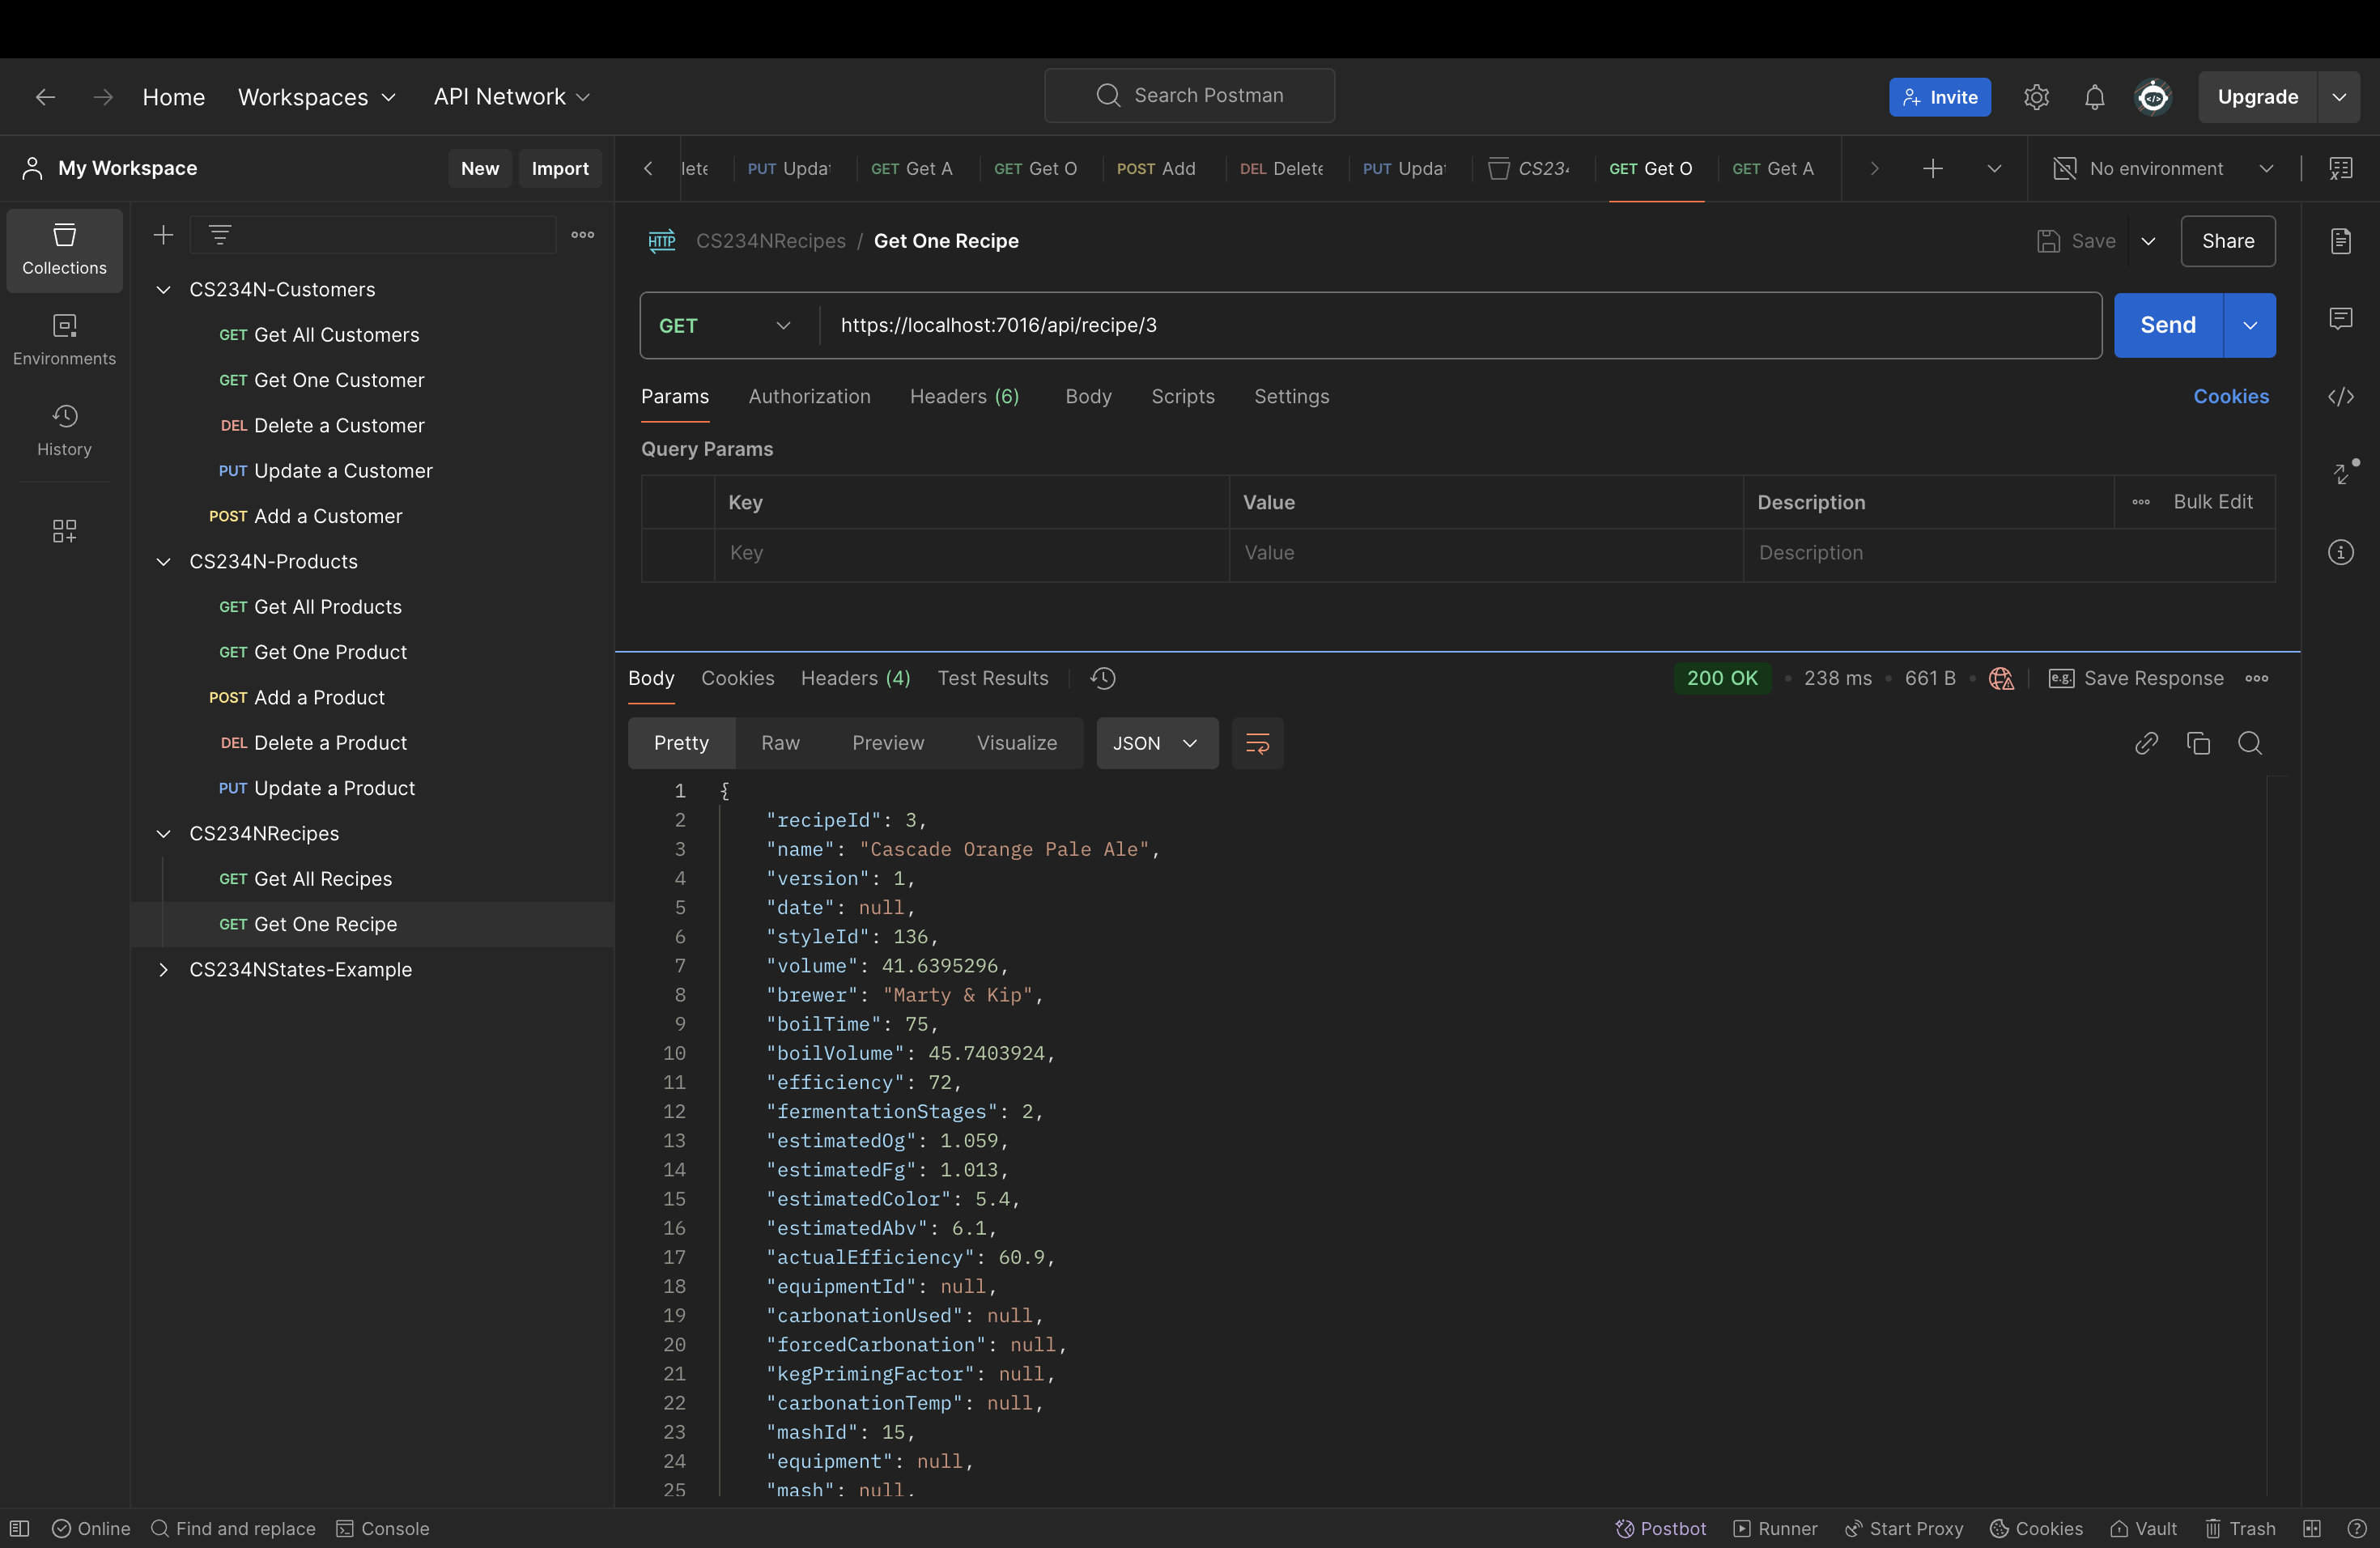 Home Workspaces API Network Search Postman Invite Upgrade
My Workspace New Import lete PUT Updat GET Get A GET Get O POST Add DEL Delete PUT Updat CS234 GET Get O GET Get A No environment
Collections
Environments
History
CS234N-Customers
GET Get All Customers
GET Get One Customer
DEL Delete a Customer
PUT Update a Customer
POST Add a Customer
CS234N-Products
GET Get All Products
GET Get One Product
POST Add a Product
DEL Delete a Product
PUT Update a Product
CS234NRecipes
GET Get All Recipes
GET Get One Recipe
CS234NStates-Example
HTTP CS234NRecipes / Get One Recipe Save Share
GET https://localhost:7016/api/recipe/3 Send
Params Authorization Headers (6) Body Scripts Settings Cookies
Query Params
Key Value Description Bulk Edit
Key Value Description
Body Cookies Headers (4) Test Results 200 OK • 238 ms • 661 B • e.g. Save Response
Pretty Raw Preview Visualize JSON
1 {
2 "recipeId": 3,
3 "name": "Cascade Orange Pale Ale",
4 "version": 1,
5 "date": null,
6 "styleId": 136,
7 "volume": 41.6395296,
8 "brewer": "Marty & Kip",
9 "boilTime": 75,
10 "boilVolume": 45.7403924,
11 "efficiency": 72,
12 "fermentationStages": 2,
13 "estimatedOg": 1.059,
14 "estimatedFg": 1.013,
15 "estimatedColor": 5.4,
16 "estimatedAbv": 6.1,
17 "actualEfficiency": 60.9,
18 "equipmentId": null,
19 "carbonationUsed": null,
20 "forcedCarbonation": null,
21 "kegPrimingFactor": null,
22 "carbonationTemp": null,
23 "mashId": 15,
24 "equipment": null,
25 "mash": null,
Online Find and replace Console Postbot Runner Start Proxy Cookies Vault Trash